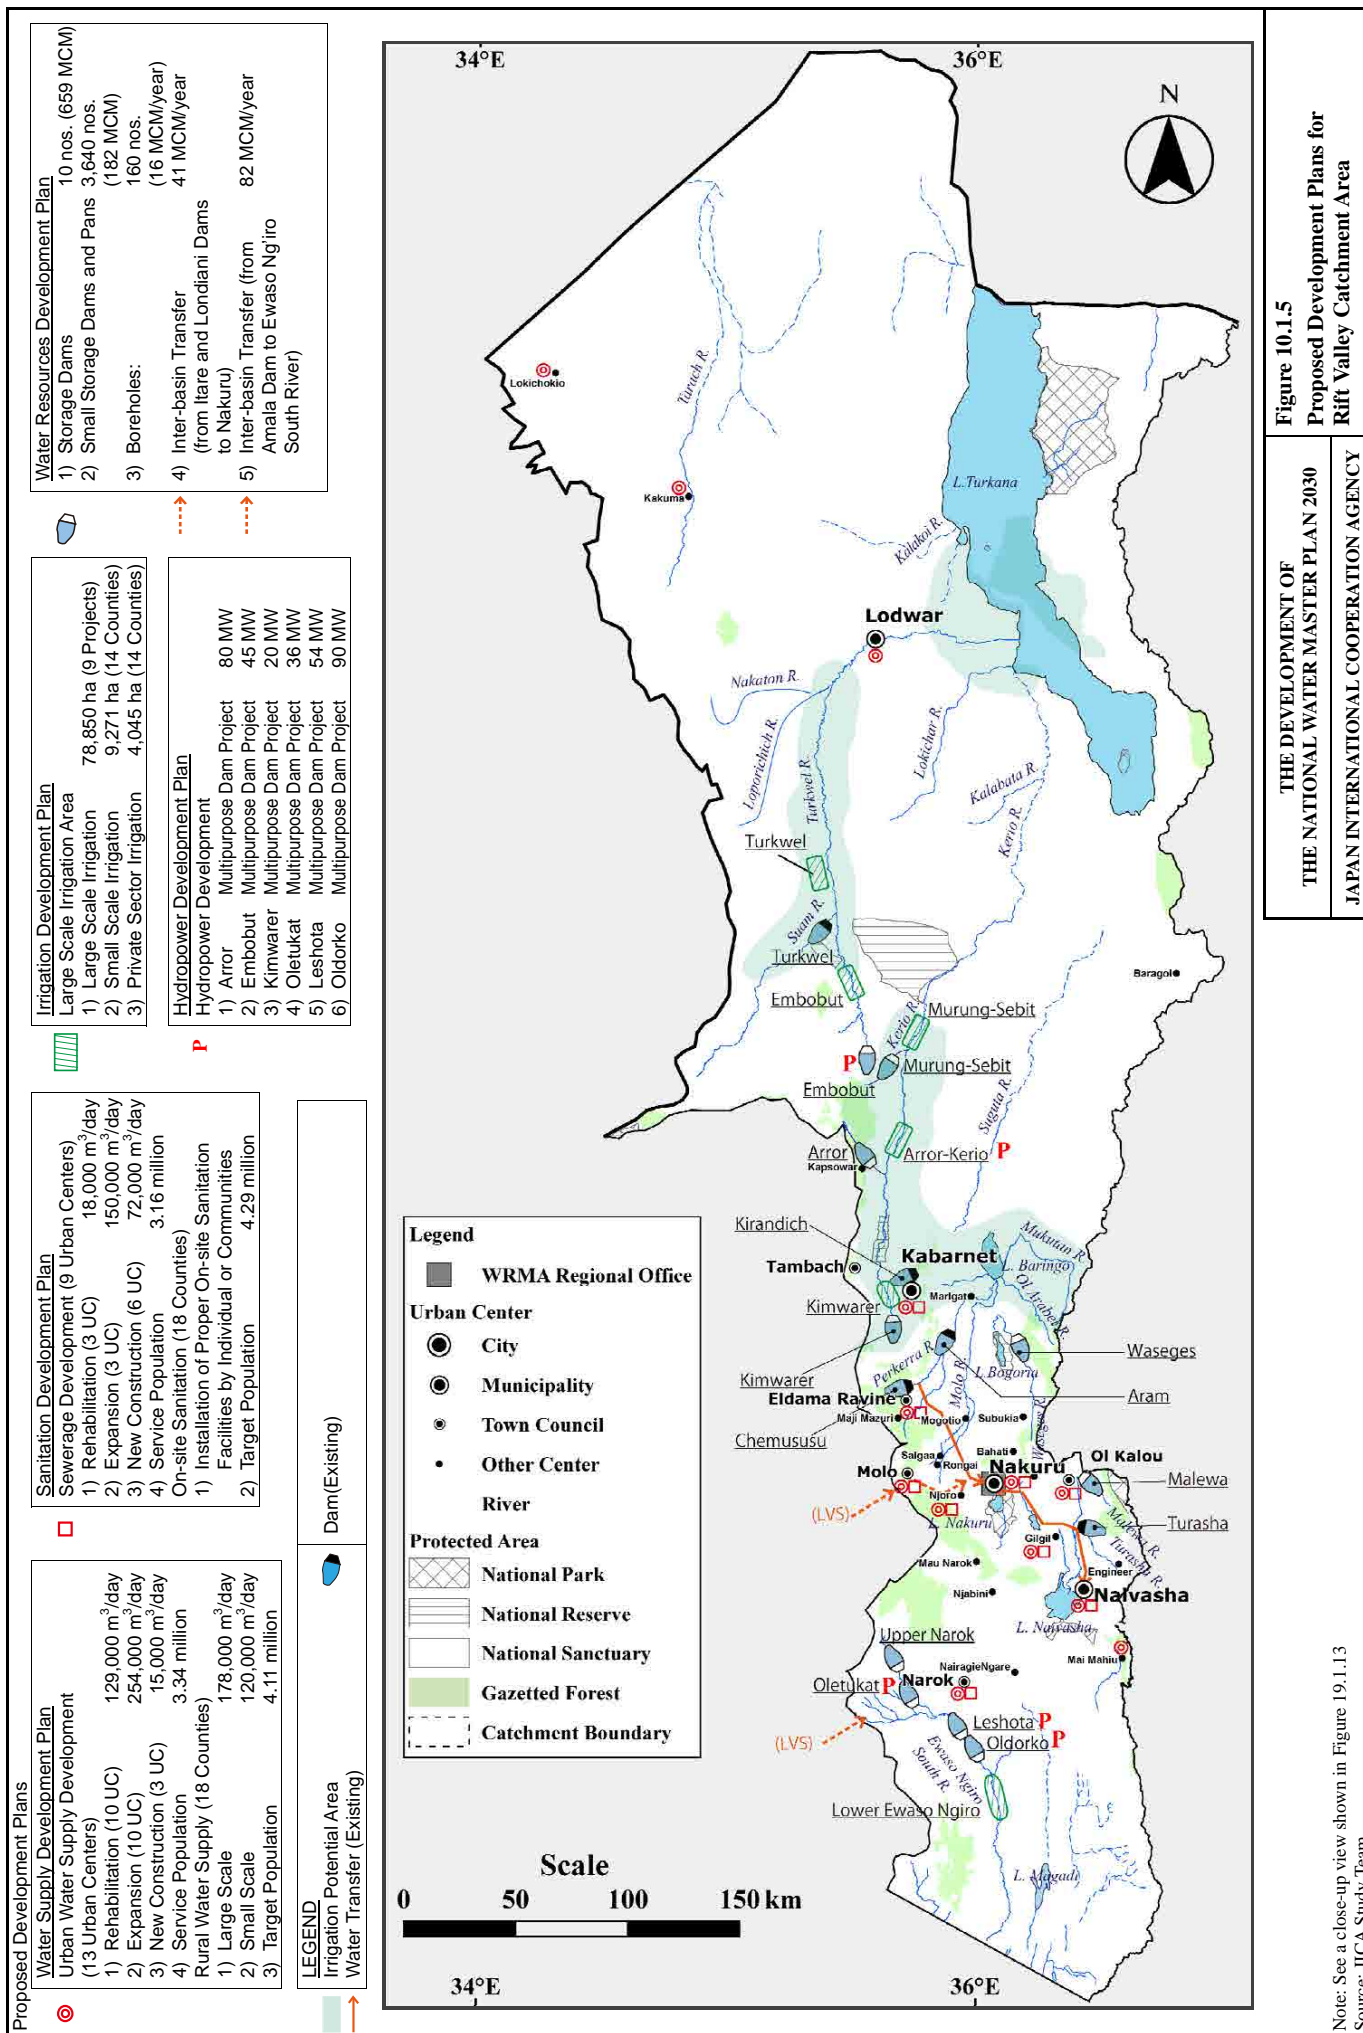 Proposed Development Plans
Water Supply Development Plan
Urban Water Supply Development
(13 Urban Centers)
1) Rehabilitation (10 UC) 129,000 m³/day
2) Expansion (10 UC) 254,000 m³/day
3) New Construction (3 UC) 15,000 m³/day
4) Service Population 3.34 million
Rural Water Supply (18 Counties)
1) Large Scale 178,000 m³/day
2) Small Scale 120,000 m³/day
3) Target Population 4.11 million
Sanitation Development Plan
Sewerage Development (9 Urban Centers)
1) Rehabilitation (3 UC) 18,000 m³/day
2) Expansion (3 UC) 150,000 m³/day
3) New Construction (6 UC) 72,000 m³/day
4) Service Population 3.16 million
On-site Sanitation (18 Counties)
1) Installation of Proper On-site Sanitation
Facilities by Individual or Communities
2) Target Population 4.29 million
Irrigation Development Plan
Large Scale Irrigation Area
1) Large Scale Irrigation 78,850 ha (9 Projects)
2) Small Scale Irrigation 9,271 ha (14 Counties)
3) Private Sector Irrigation 4,045 ha (14 Counties)
Hydropower Development Plan
P Hydropower Development
1) Arror Multipurpose Dam Project 80 MW
2) Embobut Multipurpose Dam Project 45 MW
3) Kimwarer Multipurpose Dam Project 20 MW
4) Oletukat Multipurpose Dam Project 36 MW
5) Leshota Multipurpose Dam Project 54 MW
6) Oldorko Multipurpose Dam Project 90 MW
Water Resources Development Plan
1) Storage Dams 10 nos. (659 MCM)
2) Small Storage Dams and Pans 3,640 nos.
(182 MCM)
3) Boreholes: 160 nos.
(16 MCM/year)
4) Inter-basin Transfer 41 MCM/year
(from Itare and Londiani Dams
to Nakuru)
5) Inter-basin Transfer (from 82 MCM/year
Amala Dam to Ewaso Ng'iro
South River)
LEGEND
Irrigation Potential Area
Water Transfer (Existing)
Dam(Existing)
34°E
36°E
N
Lokichokio
Turuch R.
Kakuma
L.Turkana
Kalakoi R.
Lodwar
Nakaton R.
Loporichich R.
Turkwel R.
Lokichar R.
Kalabata R.
Kerio R.
Turkwel
Suam R.
Turkwel
Embobut
Baragoi
Murung-Sebit
Kerio R.
P
Murung-Sebit
Embobut
Suguta R.
Arror
Kapsowar
Arror-Kerio P
Kirandich
Kabarnet
Mukutan R.
L. Baringo
Tambach
Ol Arabel R.
Marigat
Kimwarer
Waseges
Perkerra R.
Molo R.
L.Bogoria
Kimwarer
Aram
Eldama Ravine
Maji Mazuri
Mogotio
Subukia
Waseges R.
Chemususu
Salgaa
Bahati
Rongai
Nakuru
Ol Kalou
Molo
Malewa
Njoro
(LVS)
L. Nakuru
Malewa R.
Turasha
Gilgil
Turasha R.
Mau Narok
Engineer
Njabini
Naivasha
L. Naivasha
Upper Narok
Mai Mahiu
NairagieNgare
Oletukat P
Narok
Leshota P
(LVS)
Oldorko P
Ewaso Ngiro
South R.
Lower Ewaso Ngiro
L. Magadi
Legend
WRMA Regional Office
Urban Center
City
Municipality
Town Council
Other Center
River
Protected Area
National Park
National Reserve
National Sanctuary
Gazetted Forest
Catchment Boundary
Scale
0 50 100 150 km
34°E
36°E
Note: See a close-up view shown in Figure 19.1.13
Source: JICA Study Team
THE DEVELOPMENT OF
THE NATIONAL WATER MASTER PLAN 2030
JAPAN INTERNATIONAL COOPERATION AGENCY
Figure 10.1.5
Proposed Development Plans for
Rift Valley Catchment Area